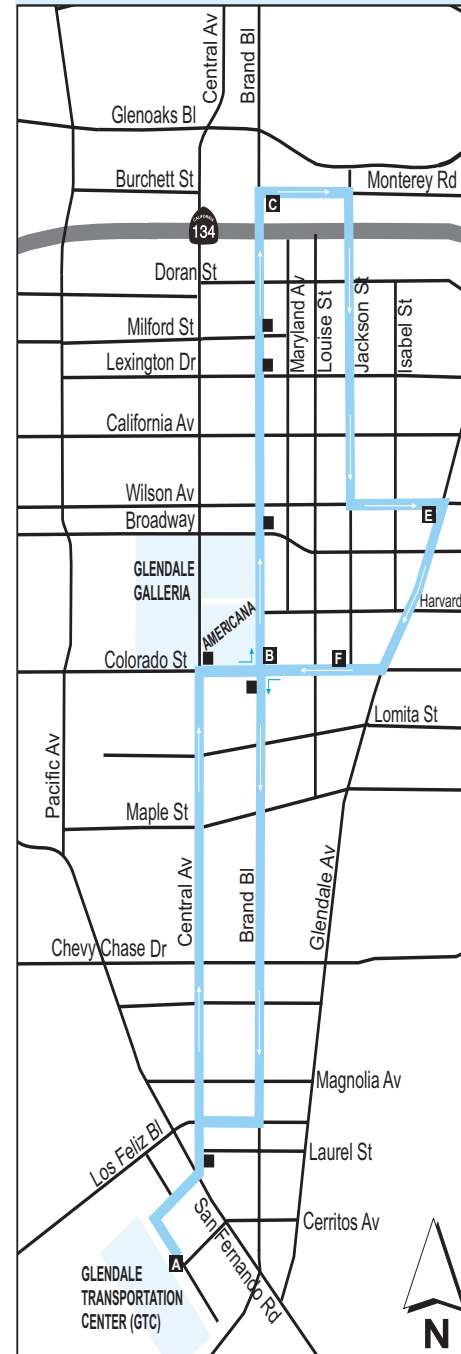 Central Av
Brand Bl
Glenoaks Bl
Burchett St
Monterey Rd
C
CALIFORNIA
134
Doran St
Maryland Av
Louise St
Jackson St
Isabel St
Milford St
Lexington Dr
California Av
Wilson Av
E
Broadway
GLENDALE
GALLERIA
AMERICANA
Harvard
B
F
Colorado St
Lomita St
Pacific Av
Maple St
Central Av
Brand Bl
Glendale Av
Chevy Chase Dr
Magnolia Av
Los Feliz Bl
Laurel St
San Fernando Rd
Cerritos Av
A
GLENDALE
TRANSPORTATION
CENTER (GTC)
N